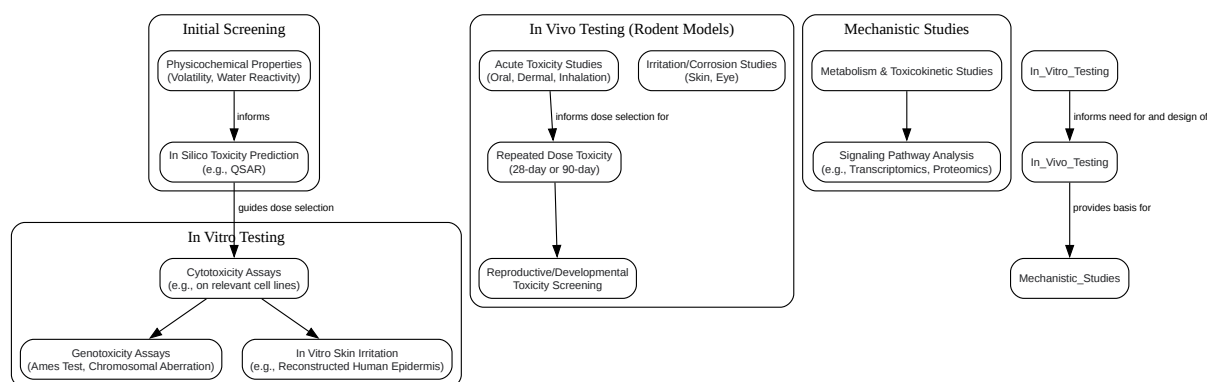 Initial Screening
Physicochemical Properties
(Volatility, Water Reactivity)
informs
In Silico Toxicity Prediction
(e.g., QSAR)
guides dose selection
In Vitro Testing
Cytotoxicity Assays
(e.g., on relevant cell lines)
Genotoxicity Assays
(Ames Test, Chromosomal Aberration)
In Vitro Skin Irritation
(e.g., Reconstructed Human Epidermis)
In Vivo Testing (Rodent Models)
Acute Toxicity Studies
(Oral, Dermal, Inhalation)
Irritation/Corrosion Studies
(Skin, Eye)
informs dose selection for
Repeated Dose Toxicity
(28-day or 90-day)
Reproductive/Developmental
Toxicity Screening
Mechanistic Studies
Metabolism & Toxicokinetic Studies
Signaling Pathway Analysis
(e.g., Transcriptomics, Proteomics)
In_Vitro_Testing
informs need for and design of
In_Vivo_Testing
provides basis for
Mechanistic_Studies